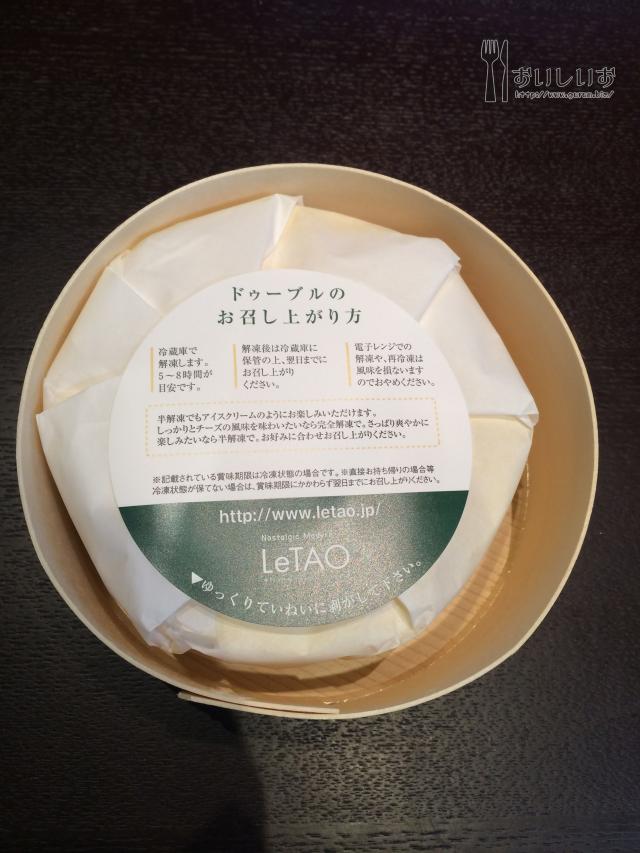 おいしいお
http://www.gurum.biz/
ドゥーブルの
お召し上がり方
冷蔵庫で
解凍します。
5～8時間が
目安です。
解凍後は冷蔵庫に
保管の上、翌日までに
お召し上がり
ください。
電子レンジでの
解凍や、再冷凍は
風味を損ないます
のでおやめください。
半解凍でもアイスクリームのようにお楽しみいただけます。
しっかりとチーズの風味を味わいたいなら完全解凍で。さっぱり爽やかに
楽しみたいなら半解凍で。お好みに合わせお召し上がりください。
※記載されている賞味期限は冷凍状態の場合です。※直接お持ち帰りの場合等
冷凍状態が保てない場合は、賞味期限にかかわらず翌日までにお召し上がりください。
http://www.letao.jp/
Nostalgic Modern
LeTAO
▶ゆっくりていねいに剥がして下さい。